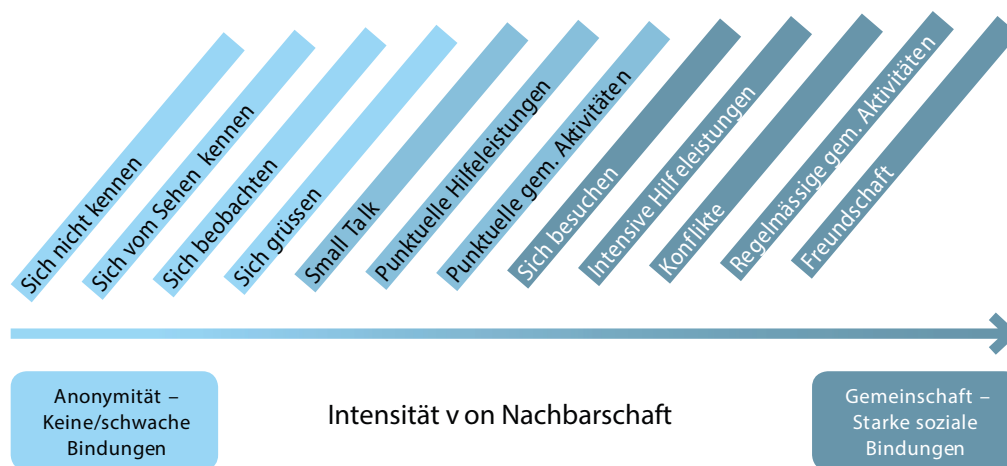 Sich nicht kennen
Sich vom Sehen kennen
Sich beobachten
Sich grüssen
Small Talk
Punktuelle Hilfeleistungen
Punktuelle gem. Aktivitäten
Sich besuchen
Intensive Hilfeleistungen
Konflikte
Regelmässige gem. Aktivitäten
Freundschaft
Anonymität –
Keine/schwache
Bindungen
Intensität von Nachbarschaft
Gemeinschaft –
Starke soziale
Bindungen